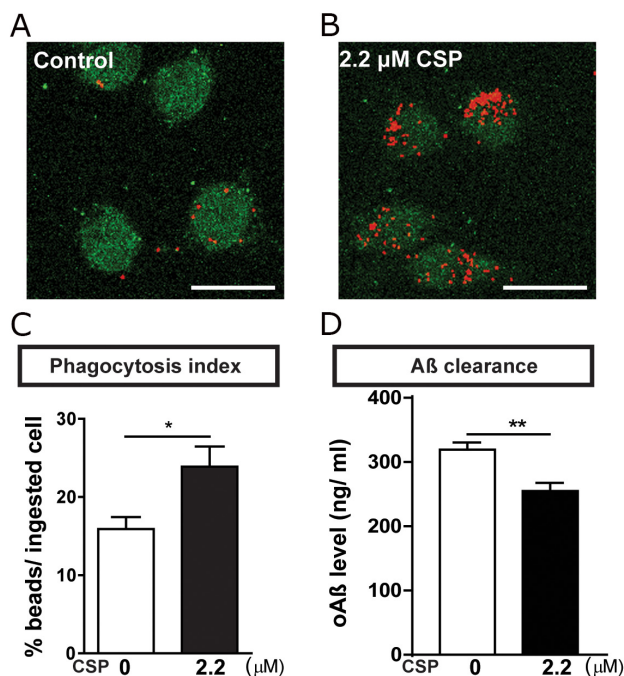 A
B
Control
2.2 µM CSP
C
D
Phagocytosis index
Aß clearance
% beads/ ingested cell
30
20
10
0
*
CSP 0 2.2 (µM)
oAß level (ng/ ml)
400
300
200
100
0
**
CSP 0 2.2 (µM)